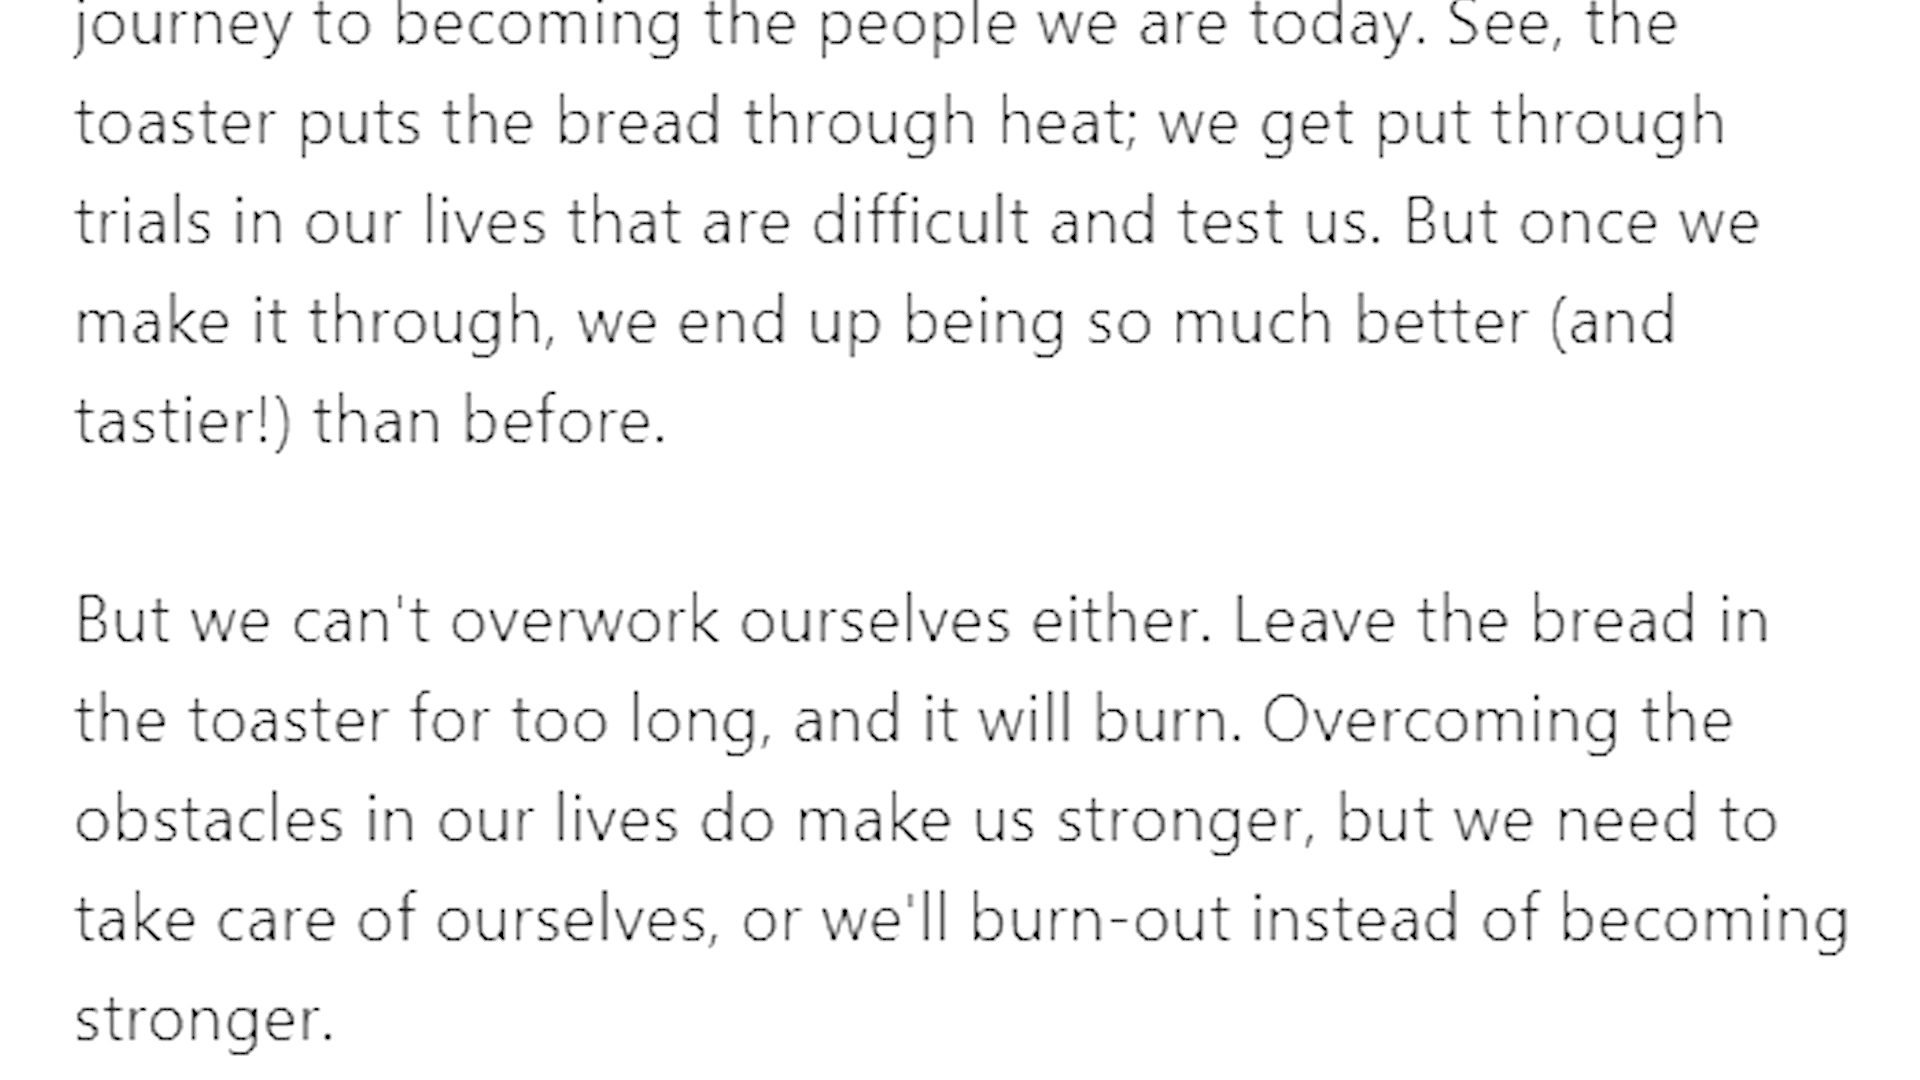 journey to becoming the people we are today. See, the
toaster puts the bread through heat; we get put through
trials in our lives that are difficult and test us. But once we
make it through, we end up being so much better (and
tastier!) than before.
But we can't overwork ourselves either. Leave the bread in
the toaster for too long, and it will burn. Overcoming the
obstacles in our lives do make us stronger, but we need to
take care of ourselves, or we'll burn-out instead of becoming
stronger.